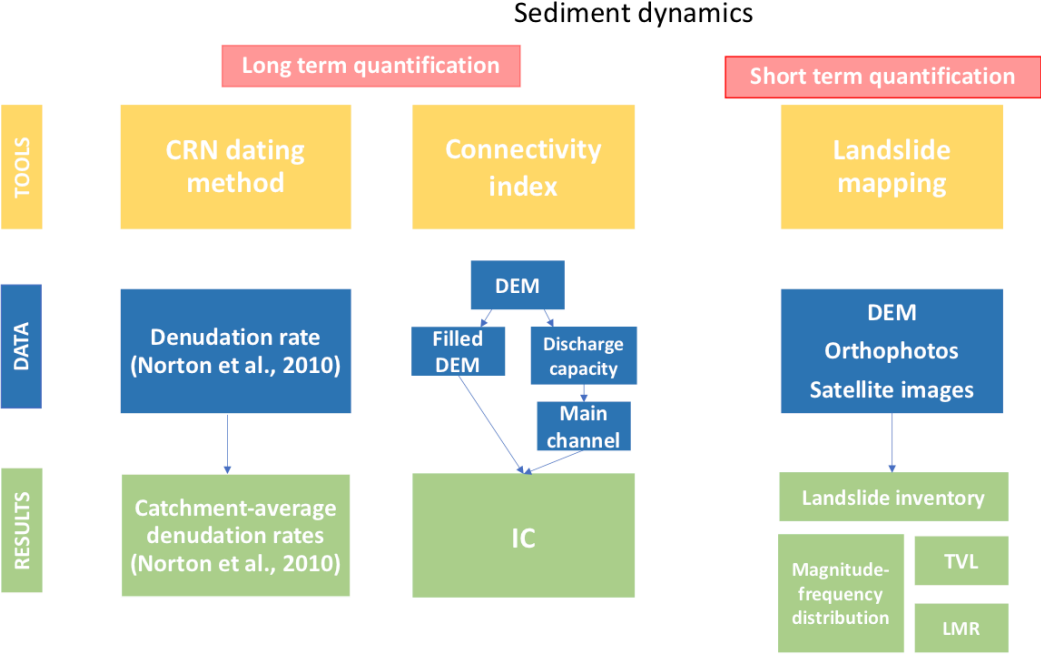 Sediment dynamics
Long term quantification
Short term quantification
TOOLS
CRN dating
method
Connectivity
index
Landslide
mapping
DATA
Denudation rate
(Norton et al., 2010)
DEM
Filled
DEM
Discharge
capacity
Main
channel
DEM
Orthophotos
Satellite images
RESULTS
Catchment-average
denudation rates
(Norton et al., 2010)
IC
Landslide inventory
Magnitude-
frequency
distribution
TVL
LMR